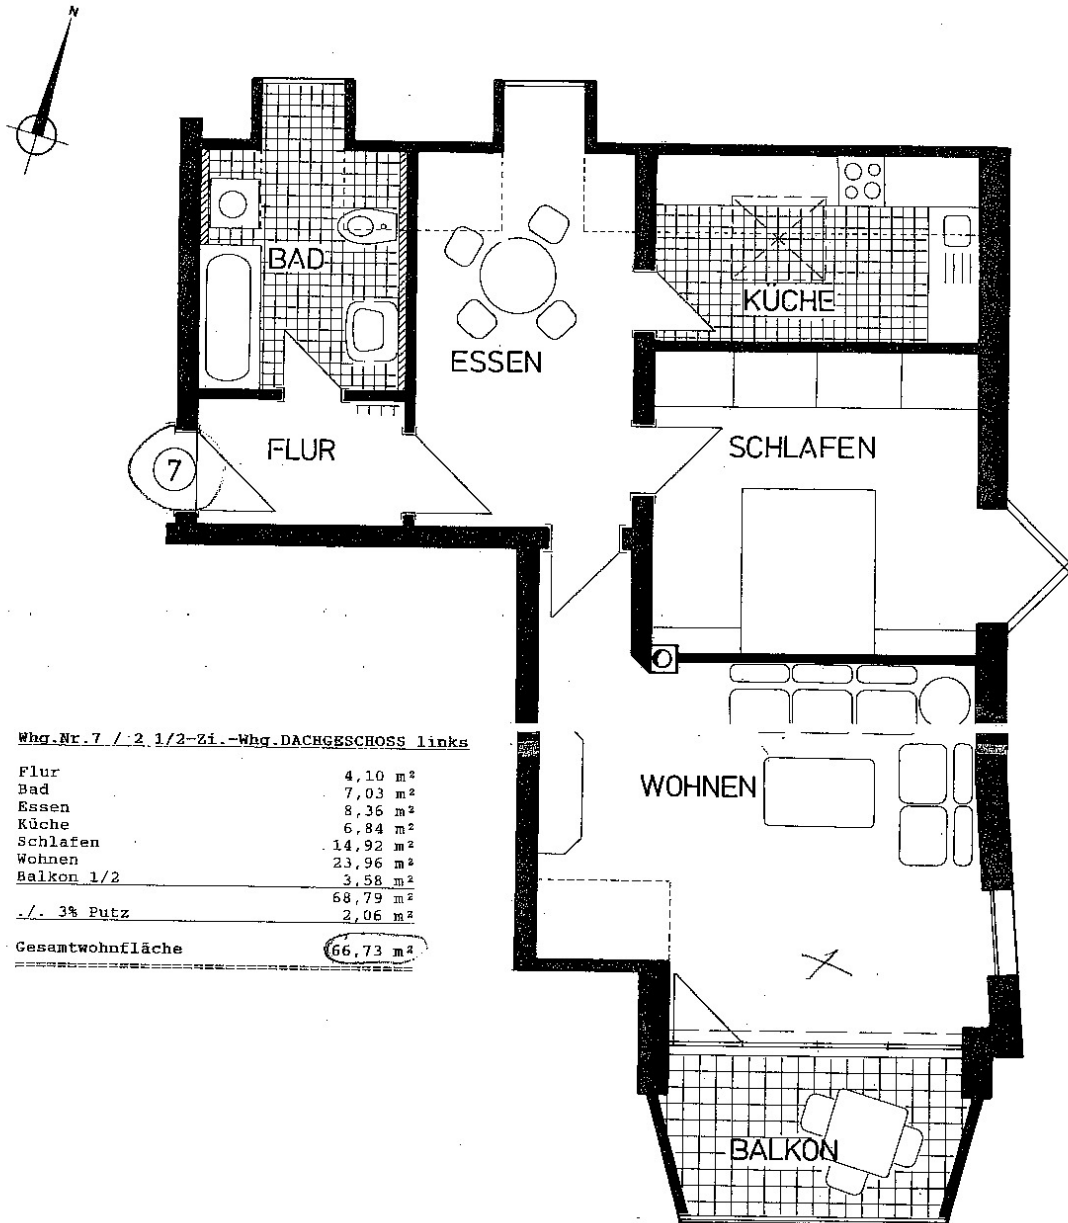 N
BAD
ESSEN
KÜCHE
FLUR
SCHLAFEN
7
WOHNEN
BALKON
Whg.Nr.7 / 2 1/2-Zi.-Whg.DACHGESCHOSS links
Flur 4,10 m²
Bad 7,03 m²
Essen 8,36 m²
Küche 6,84 m²
Schlafen 14,92 m²
Wohnen 23,96 m²
Balkon 1/2 3,58 m²
68,79 m²
./. 3% Putz 2,06 m²
Gesamtwohnfläche 66,73 m²